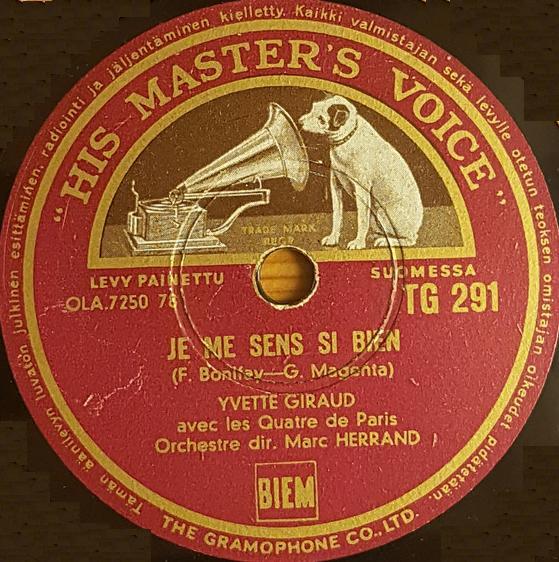 Tämän äänilevyn luvaton julkinen esittäminen, radiointi ja jäljentäminen kielletty. Kaikki valmistajan sekä levylle otetun teoksen omistajan oikeudet pidätetään.
"HIS MASTER'S VOICE"
TRADE MARK
REGD
LEVY PAINETTU SUOMESSA
OLA.7250 78 TG 291
JE ME SENS SI BIEN
(F. Bonifay—G. Magenta)
YVETTE GIRAUD
avec les Quatre de Paris
Orchestre dir. Marc HERRAND
BIEM
THE GRAMOPHONE CO., LTD.